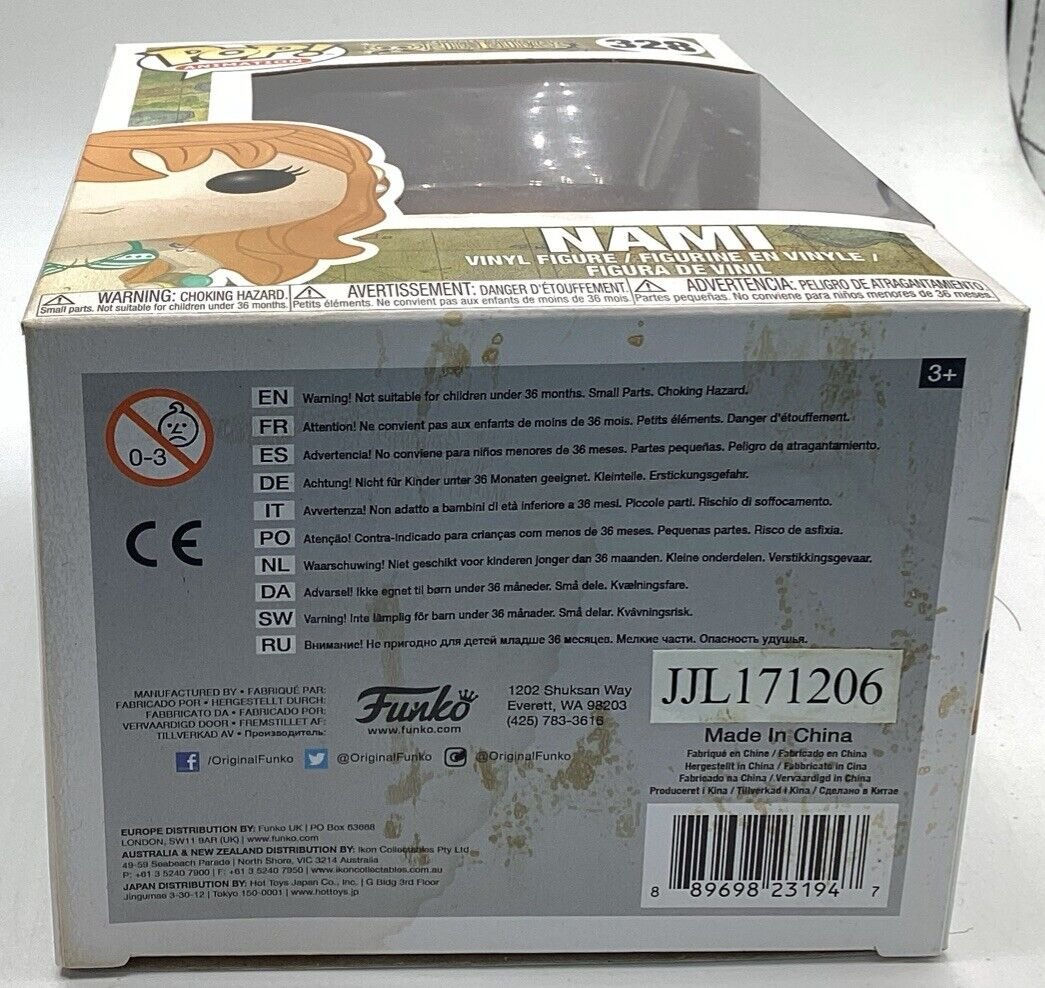 POP!
ANIMATION
328
NAMI
VINYL FIGURE / FIGURINE EN VINYLE /
FIGURA DE VINIL
WARNING: CHOKING HAZARD.
Small parts. Not suitable for children under 36 months.
AVERTISSEMENT: DANGER D'ÉTOUFFEMENT.
Petits éléments. Ne convient pas aux enfants de moins de 36 mois.
ADVERTENCIA: PELIGRO DE ATRAGANTAMIENTO
Partes pequeñas. No conviene para niños menores de 36 meses.
3+
0-3
CE
EN Warning! Not suitable for children under 36 months. Small Parts. Choking Hazard.
FR Attention! Ne convient pas aux enfants de moins de 36 mois. Petits éléments. Danger d'étouffement.
ES Advertencia! No conviene para niños menores de 36 meses. Partes pequeñas. Peligro de atragantamiento.
DE Achtung! Nicht für Kinder unter 36 Monaten geeignet. Kleinteile. Erstickungsgefahr.
IT Avvertenza! Non adatto a bambini di età inferiore a 36 mesi. Piccole parti. Rischio di soffocamento.
PO Atenção! Contra-indicado para crianças com menos de 36 meses. Pequenas partes. Risco de asfixia.
NL Waarschuwing! Niet geschikt voor kinderen jonger dan 36 maanden. Kleine onderdelen. Verstikkingsgevaar.
DA Advarsel! Ikke egnet til børn under 36 måneder. Små dele. Kvælningsfare.
SW Varning! Inte lämplig för barn under 36 månader. Små delar. Kvävningsrisk.
RU Внимание! Не пригодно для детей младше 36 месяцев. Мелкие части. Опасность удушья.
MANUFACTURED BY • FABRIQUÉ PAR:
FABRICADO POR • HERGESTELLT DURCH:
FABBRICATO DA • FABRICADO POR:
VERVAARDIGD DOOR • FREMSTILLET AF:
TILLVERKAD AV • Производитель:
Funko
www.funko.com
1202 Shuksan Way
Everett, WA 98203
(425) 783-3616
/OriginalFunko @OriginalFunko @OriginalFunko
JJL171206
Made In China
Fabriqué en Chine / Fabricado en China
Hergestellt in China / Fabbricato in Cina
Fabricado na China / Vervaardigd in China
Produceret i Kina / Tillverkad i Kina / Сделано в Китае
EUROPE DISTRIBUTION BY: Funko UK | PO Box 63688
LONDON, SW11 9AR (UK) | www.funko.com
AUSTRALIA & NEW ZEALAND DISTRIBUTION BY: Ikon Collectables Pty Ltd.
49-59 Seabeach Parade | North Shore, VIC 3214 Australia
P: +61 3 5240 7900 | F: +61 3 5240 7950 | www.ikoncollectables.com.au
JAPAN DISTRIBUTION BY: Hot Toys Japan Co., Inc. | G Bldg 3rd Floor
Jingumae 3-30-12 | Tokyo 150-0001 | www.hottoys.jp
8 89698 23194 7